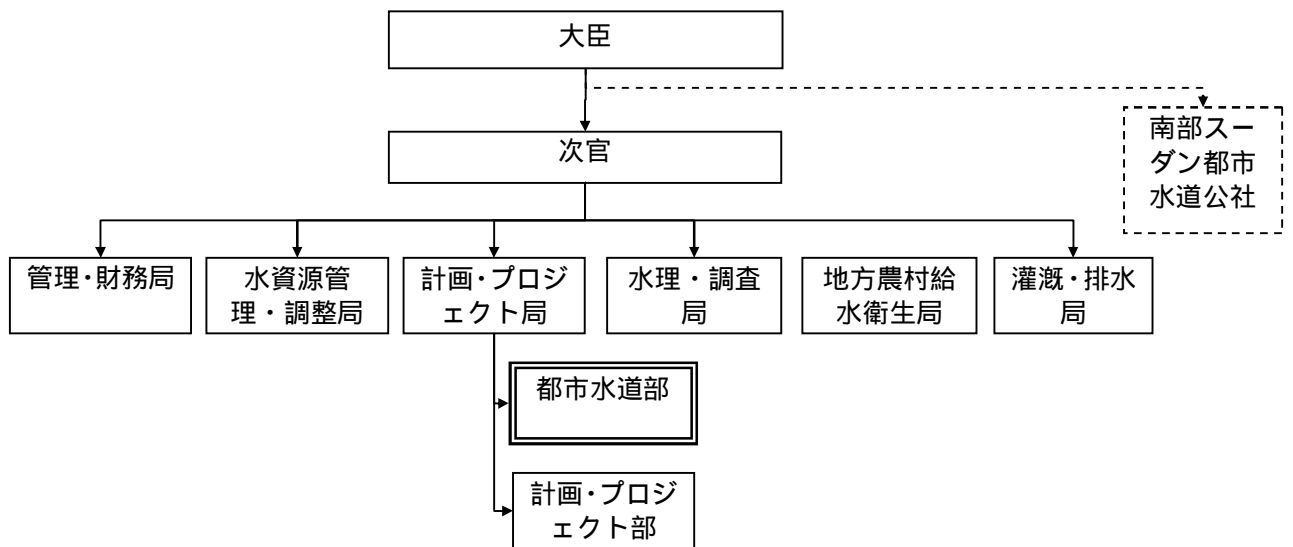 大臣
次官
南部スー
ダン都市
水道公社
管理・財務局
水資源管
理・調整局
計画・プロジ
ェクト局
水理・調査
局
地方農村給
水衛生局
灌漑・排水
局
都市水道部
計画・プロジ
ェクト部